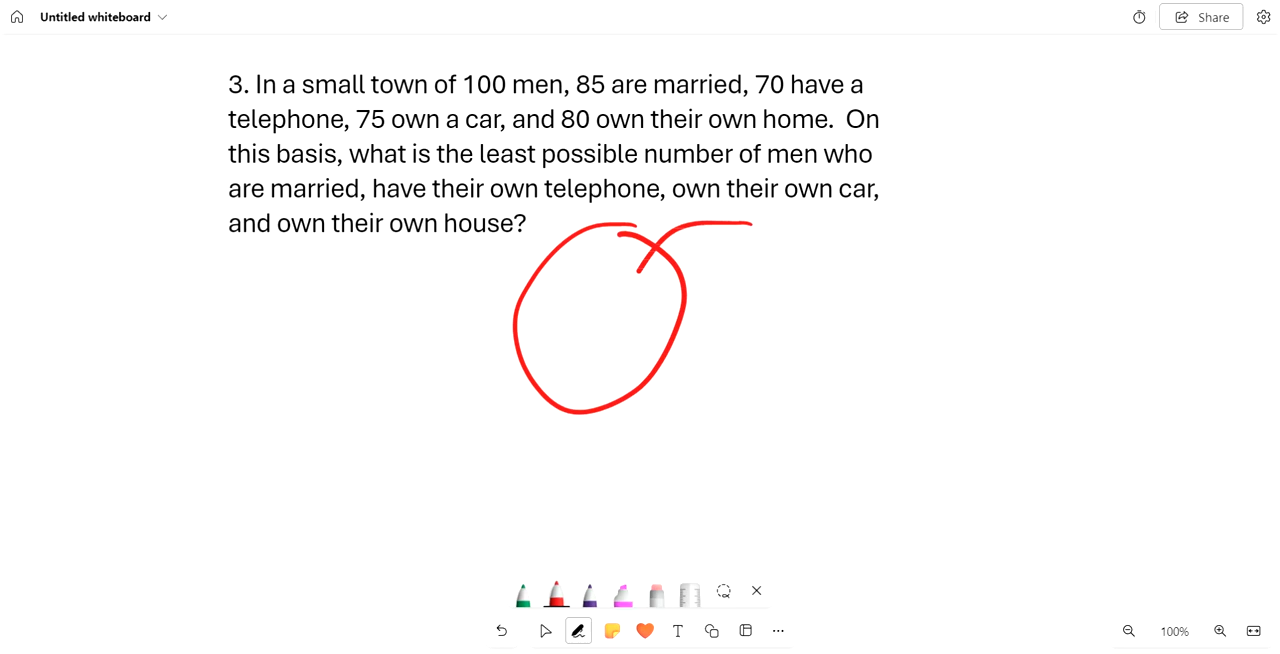 Untitled whiteboard
Share
3. In a small town of 100 men, 85 are married, 70 have a
telephone, 75 own a car, and 80 own their own home.  On
this basis, what is the least possible number of men who
are married, have their own telephone, own their own car,
and own their own house?
T
100%